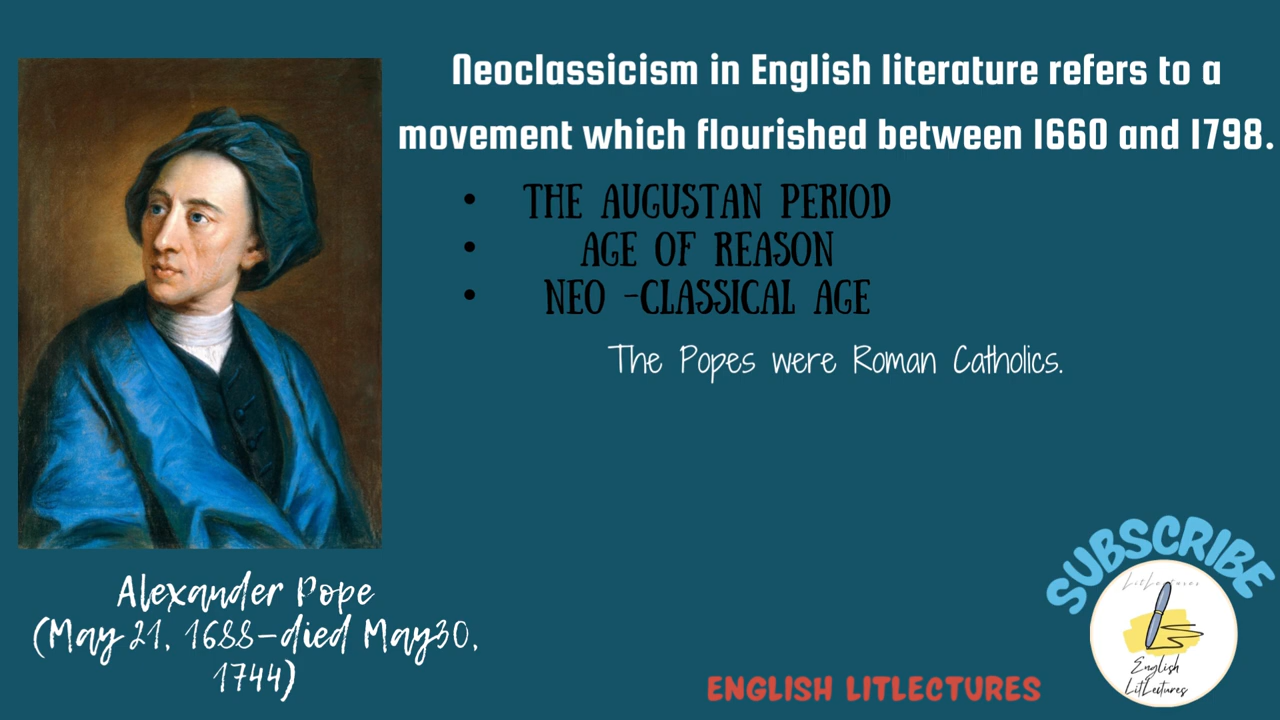 Neoclassicism in English literature refers to a
movement which flourished between 1660 and 1798.
• THE AUGUSTAN PERIOD
• AGE OF REASON
• NEO -CLASSICAL AGE
The Popes were Roman Catholics.
Alexander Pope
(May 21, 1688-died May30,
1744)
SUBSCRIBE
LitLectures
English
LitLectures
ENGLISH LITLECTURES